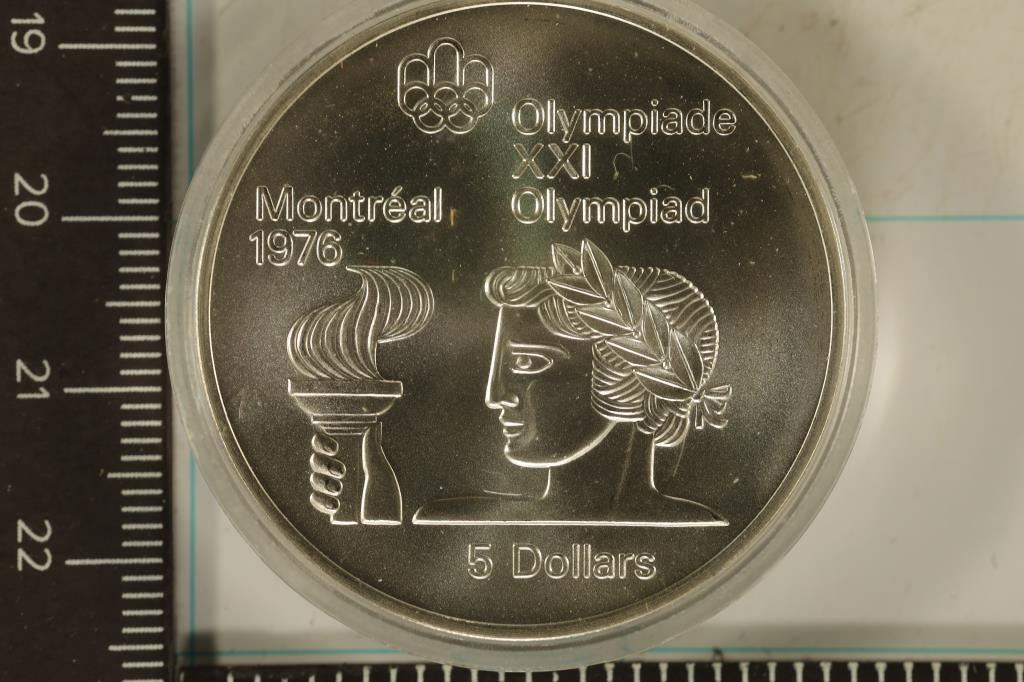 Olympiade
XXI
Olympiad
Montréal
1976
5 Dollars
19
20
21
22